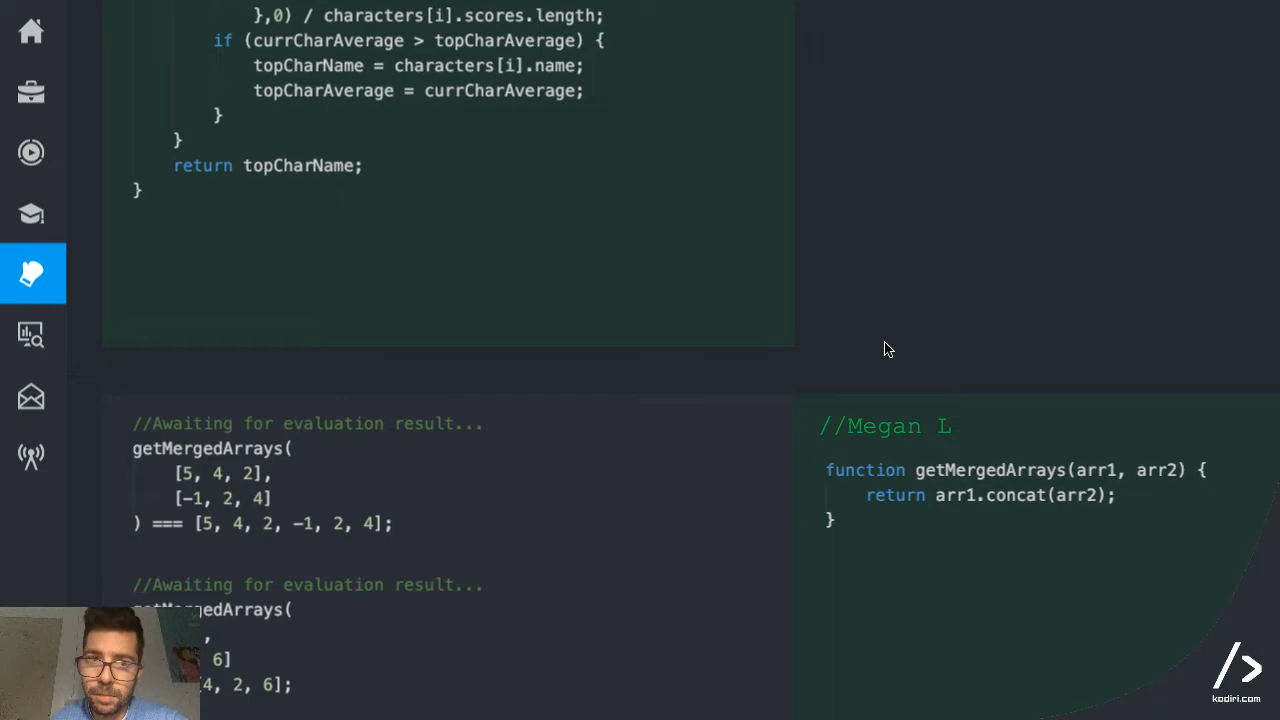 },0) / characters[i].scores.length;
if (currCharAverage > topCharAverage) {
topCharName = characters[i].name;
topCharAverage = currCharAverage;
}
}
return topCharName;
}
//Awaiting for evaluation result...
getMergedArrays(
[5, 4, 2],
[-1, 2, 4]
) === [5, 4, 2, -1, 2, 4];
//Awaiting for evaluation result...
getMergedArrays(
,
6]
4, 2, 6];
//Megan L
function getMergedArrays(arr1, arr2) {
return arr1.concat(arr2);
}
/>
kodiri.com